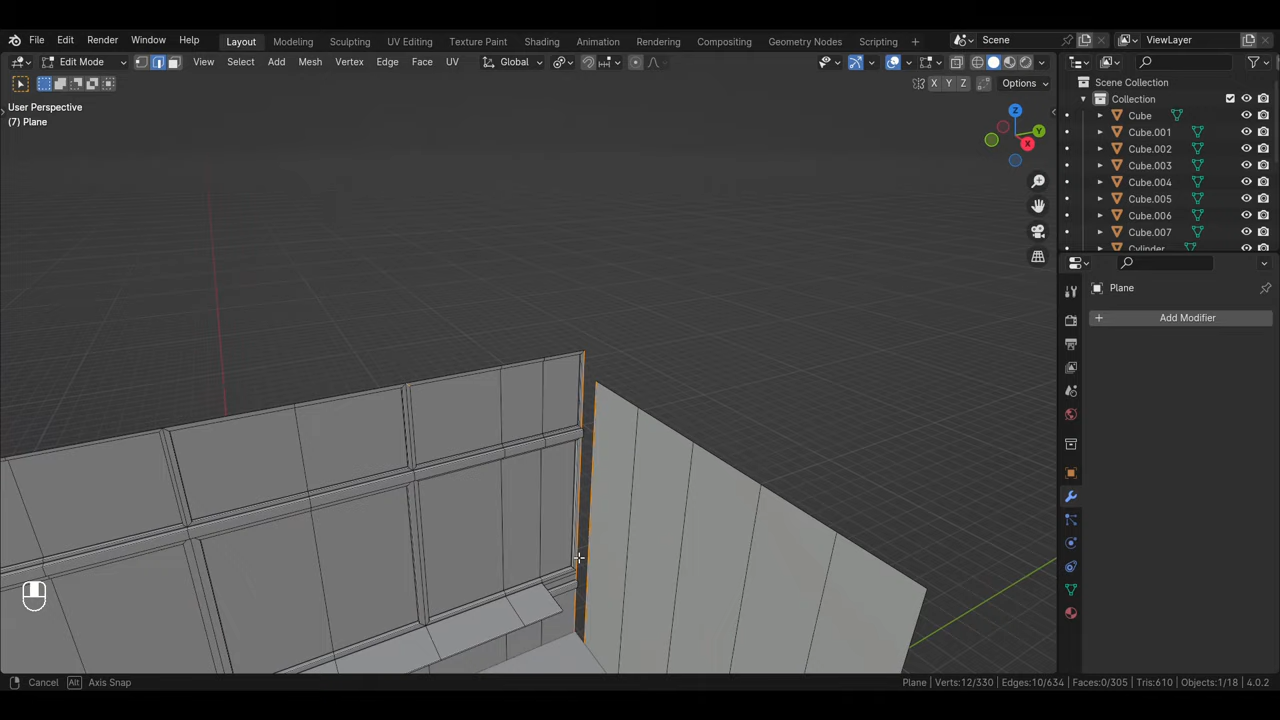 File Edit Render Window Help Layout Modeling Sculpting UV Editing Texture Paint Shading Animation Rendering Compositing Geometry Nodes Scripting + Scene ViewLayer
Edit Mode View Select Add Mesh Vertex Edge Face UV Global
X Y Z Options
User Perspective
(7) Plane
Z
Y
X
Scene Collection
Collection
Cube
Cube.001
Cube.002
Cube.003
Cube.004
Cube.005
Cube.006
Cube.007
Cylinder
Plane
+ Add Modifier
Cancel Alt Axis Snap Plane | Verts:12/330 | Edges:10/634 | Faces:0/305 | Tris:610 | Objects:1/18 | 4.0.2